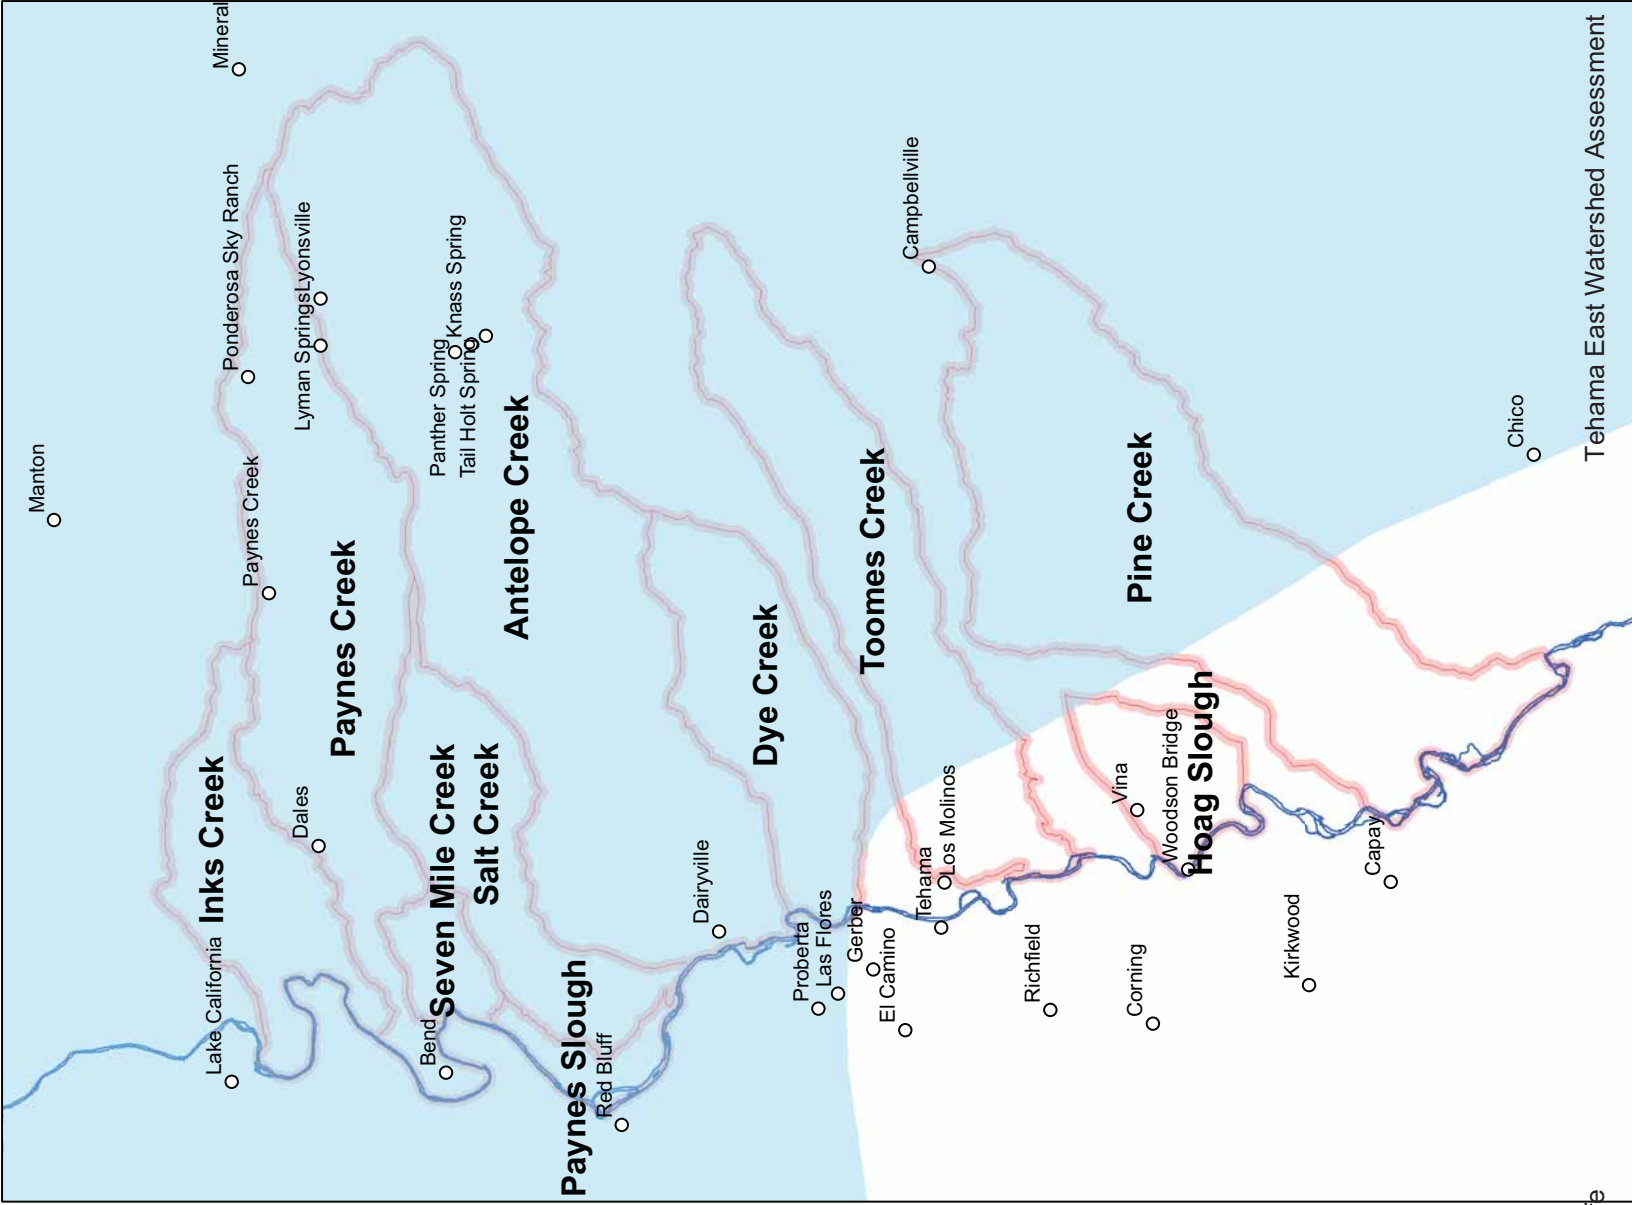 Mineral
Manton
Ponderosa Sky Ranch
Lyonsville
Lyman Springs
Paynes Creek
Knass Spring
Panther Spring
Tail Holt Spring
Campbellville
Chico
Antelope Creek
Paynes Creek
Toomes Creek
Pine Creek
Dye Creek
Inks Creek
Dales
Seven Mile Creek
Salt Creek
Lake California
Bend
Paynes Slough
Red Bluff
Dairyville
Proberta
Las Flores
Gerber
El Camino
Tehama
Los Molinos
Vina
Woodson Bridge
Hoag Slough
Richfield
Corning
Kirkwood
Capay
Tehama East Watershed Assessment